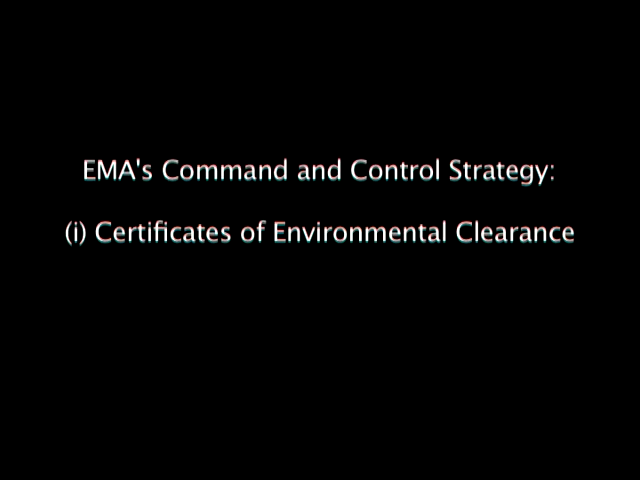 EMA's Command and Control Strategy:
(i) Certificates of Environmental Clearance